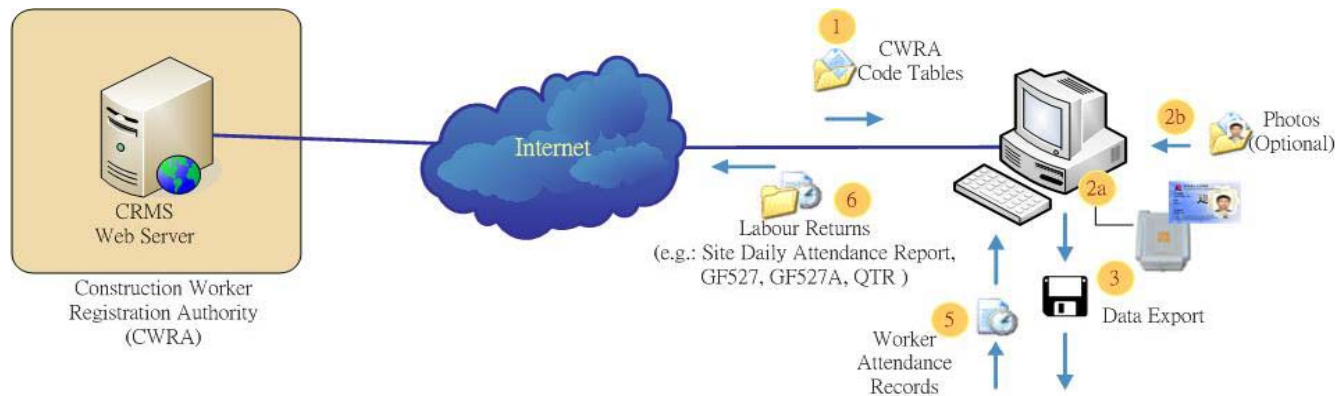 CRMS
Web Server
Construction Worker
Registration Authority
(CWRA)
Internet
1
CWRA
Code Tables
6
Labour Returns
(e.g.: Site Daily Attendance Report,
GF527, GF527A, QTR )
2b
Photos
(Optional)
2a
3
Data Export
5
Worker
Attendance
Records